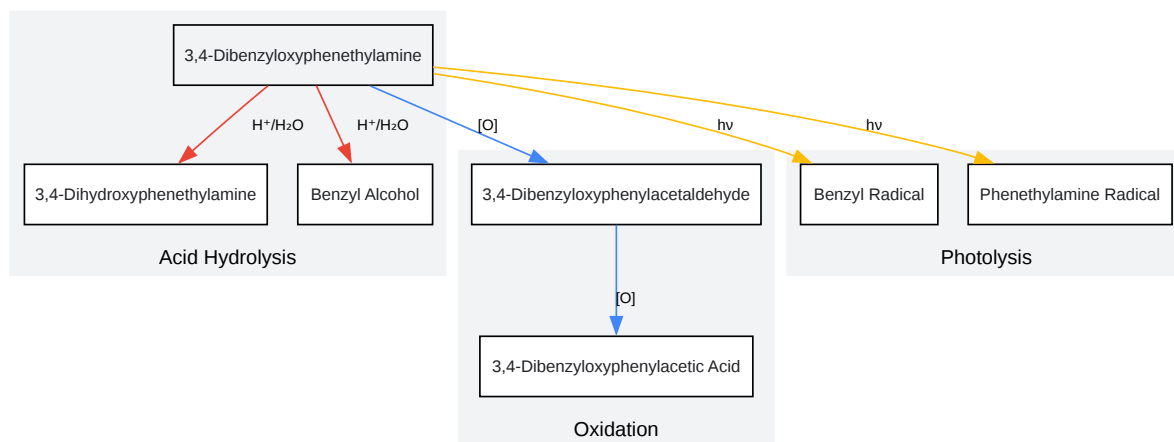 3,4-Dibenzyloxyphenethylamine
H⁺/H₂O
H⁺/H₂O
[O]
hν
hν
3,4-Dihydroxyphenethylamine
Benzyl Alcohol
3,4-Dibenzyloxyphenylacetaldehyde
Benzyl Radical
Phenethylamine Radical
Acid Hydrolysis
Photolysis
[O]
3,4-Dibenzyloxyphenylacetic Acid
Oxidation